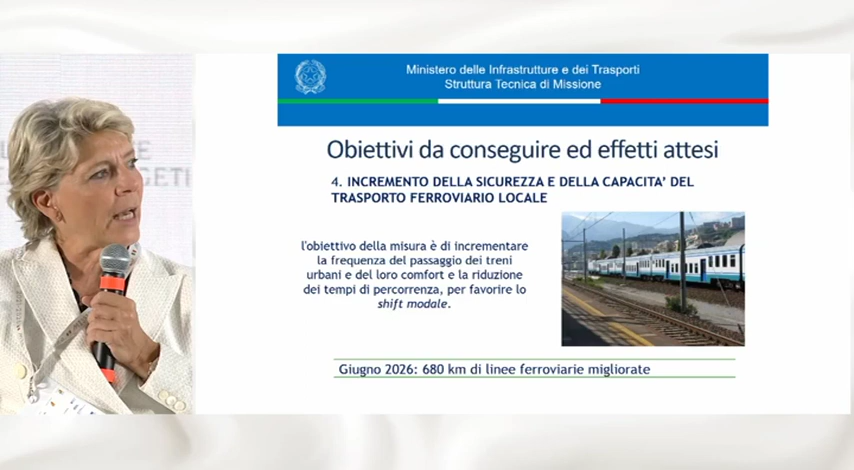 Ministero delle Infrastrutture e dei Trasporti
Struttura Tecnica di Missione
Obiettivi da conseguire ed effetti attesi
4. INCREMENTO DELLA SICUREZZA E DELLA CAPACITA' DEL
TRASPORTO FERROVIARIO LOCALE
l'obiettivo della misura è di incrementare
la frequenza del passaggio dei treni
urbani e del loro comfort e la riduzione
dei tempi di percorrenza, per favorire lo
shift modale.
Giugno 2026: 680 km di linee ferroviarie migliorate